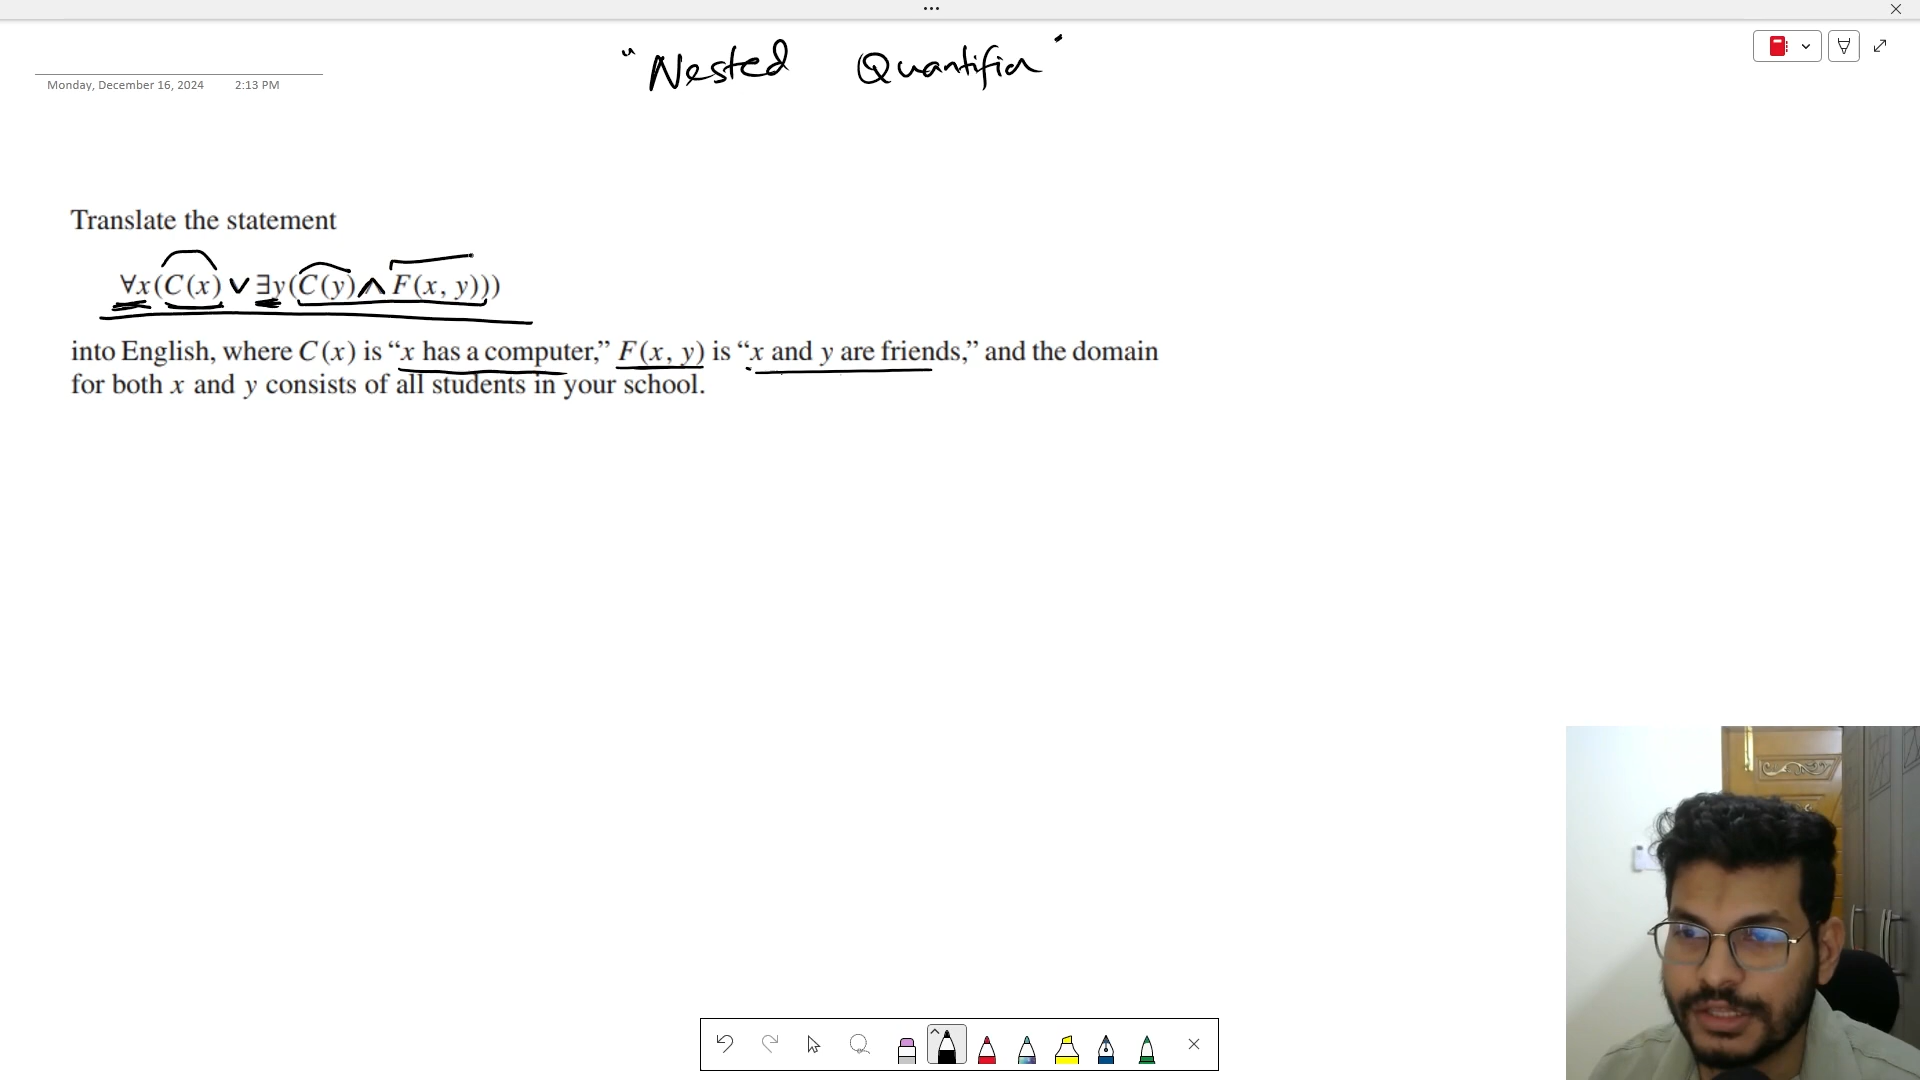 Monday, December 16, 2024 2:13 PM
"Nested Quantifier"
Translate the statement
∀x(C(x) ∨ ∃y(C(y) ∧ F(x, y)))
into English, where C(x) is “x has a computer,” F(x, y) is “x and y are friends,” and the domain
for both x and y consists of all students in your school.